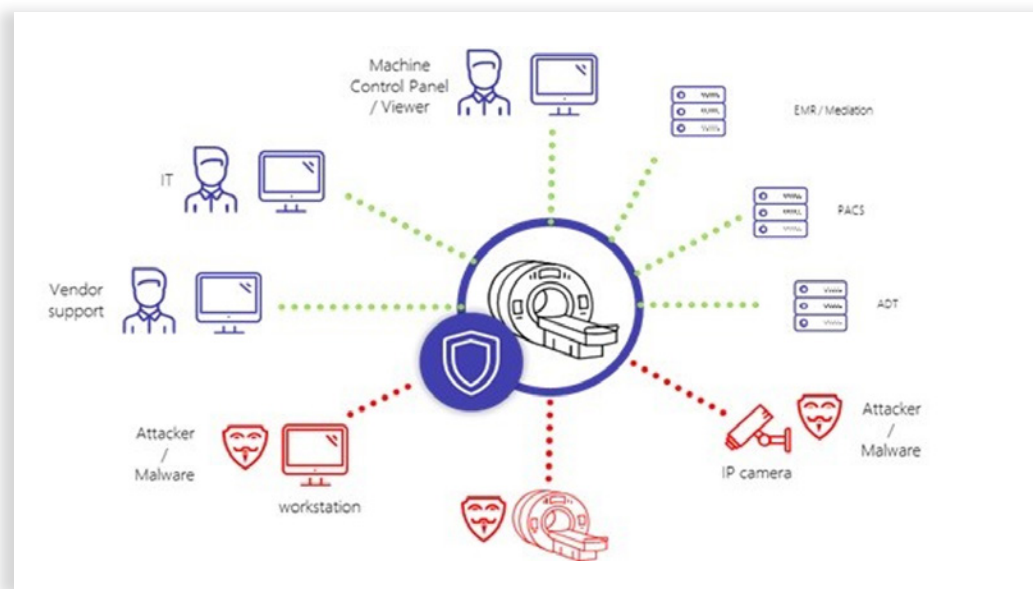 Machine
Control Panel
/ Viewer
EMR / Mediation
IT
PACS
Vendor
support
ADT
Attacker
/
Malware
workstation
IP camera
Attacker
/
Malware